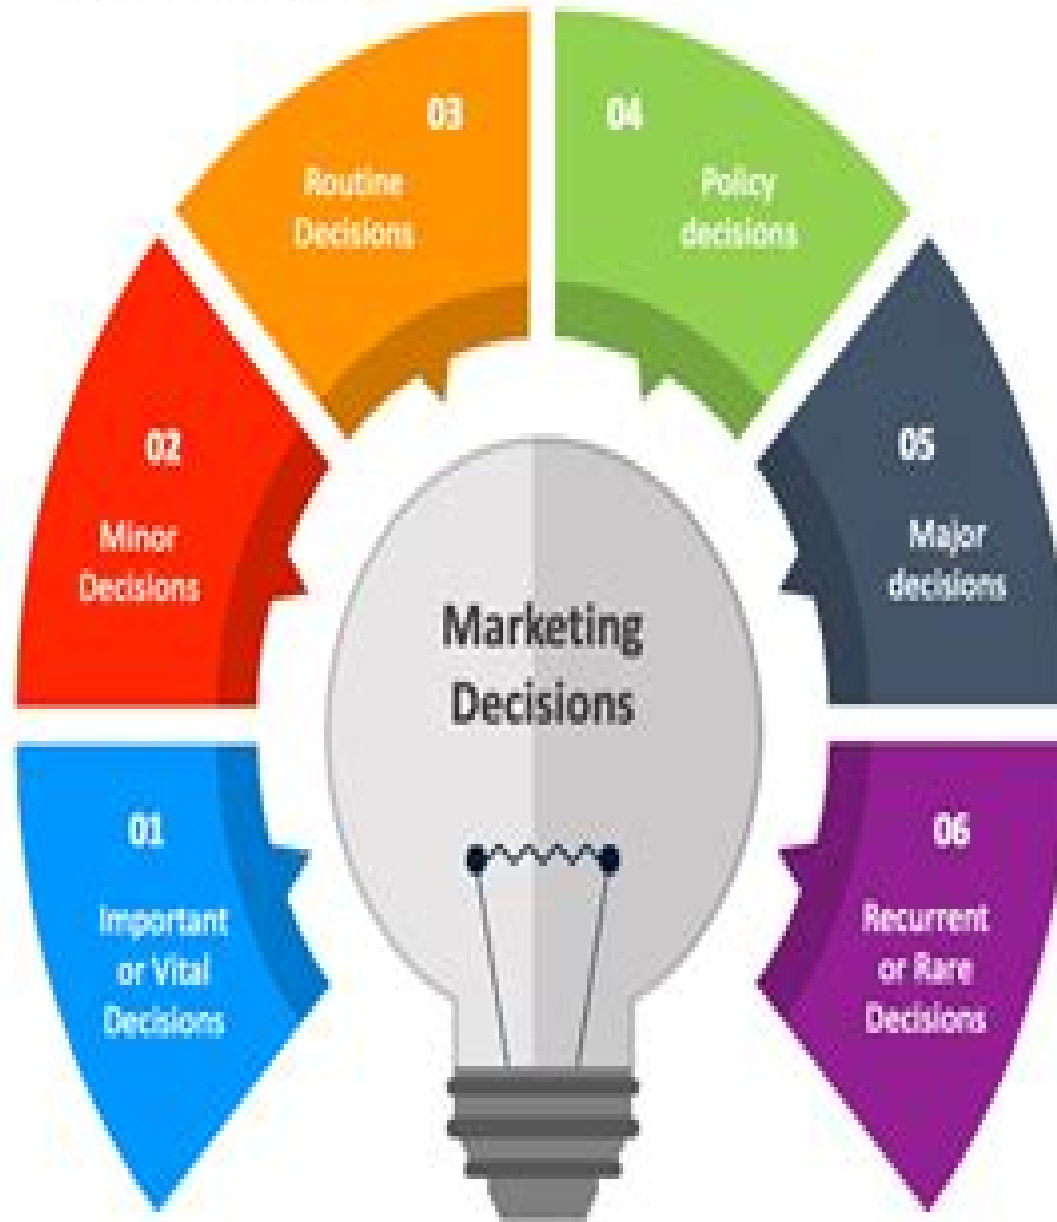 03
Routine
Decisions
04
Policy
decisions
02
Minor
Decisions
05
Major
decisions
Marketing
Decisions
01
Important
or Vital
Decisions
06
Recurrent
or Rare
Decisions